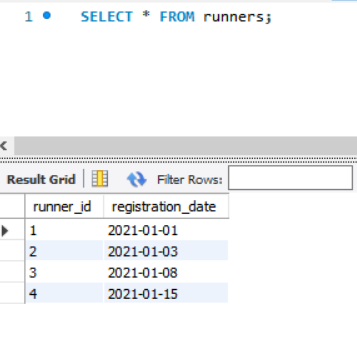 1 SELECT * FROM runners;
Result Grid Filter Rows:
runner_id registration_date
1 2021-01-01
2 2021-01-03
3 2021-01-08
4 2021-01-15